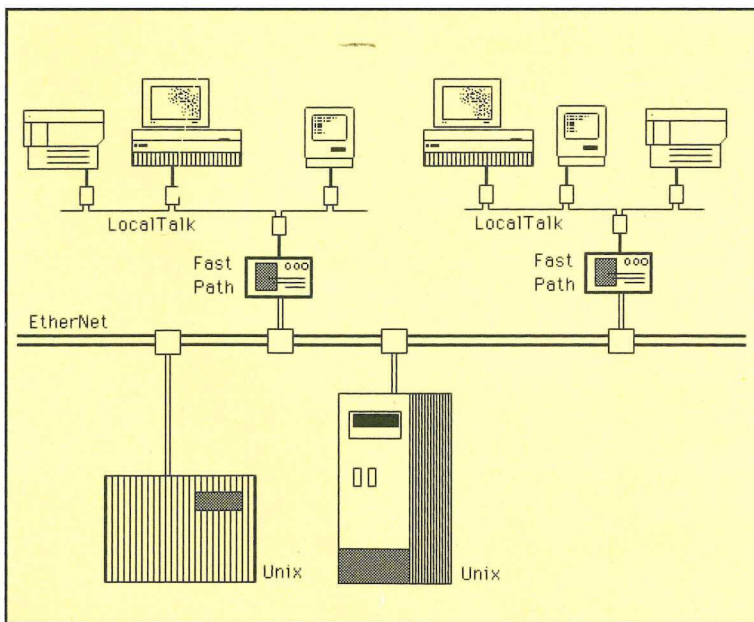 LocalTalk
LocalTalk
Fast
Path
Fast
Path
EtherNet
Unix
Unix